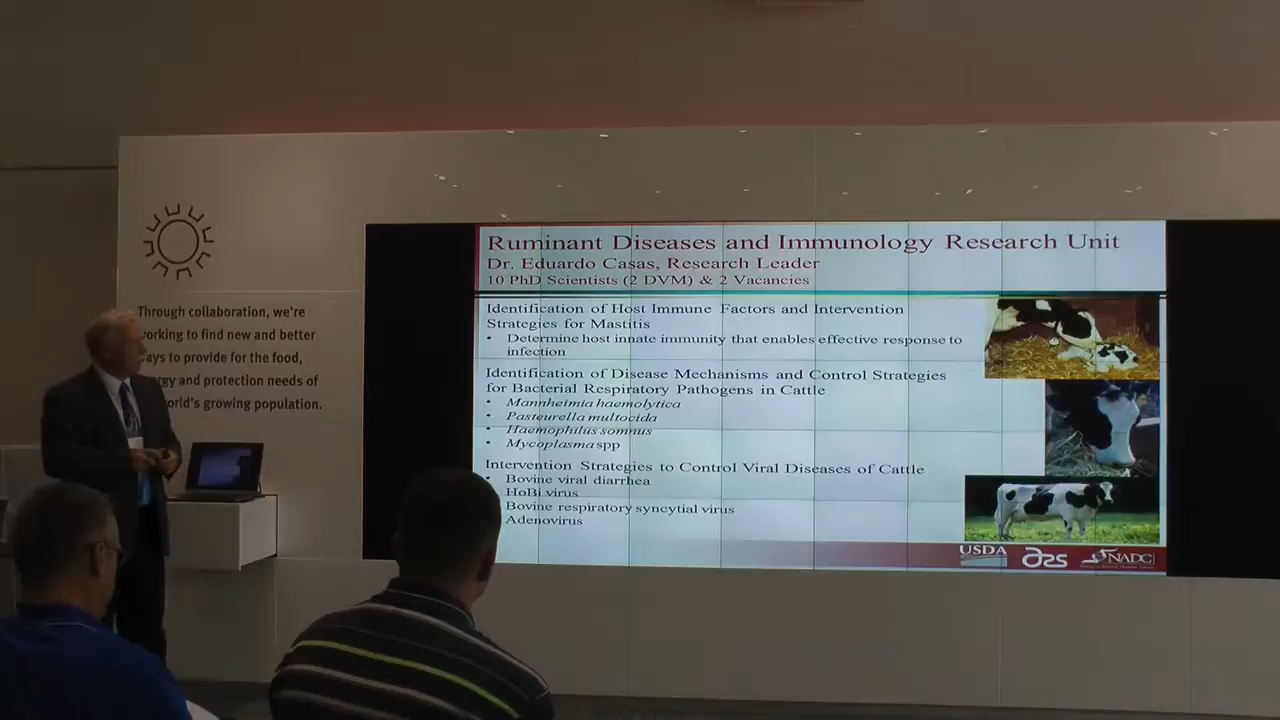 Through collaboration, we're
working to find new and better
ways to provide for the food,
and protection needs of
world's growing population.
Ruminant Diseases and Immunology Research Unit
Dr. Eduardo Casas, Research Leader
10 PhD Scientists (2 DVM) & 2 Vacancies
Identification of Host Immune Factors and Intervention
Strategies for Mastitis
• Determine host innate immunity that enables effective response to
infection
Identification of Disease Mechanisms and Control Strategies
for Bacterial Respiratory Pathogens in Cattle
• Mannheimia haemolytica
• Pasteurella multocida
• Haemophilus somnus
• Mycoplasma spp
Intervention Strategies to Control Viral Diseases of Cattle
• Bovine viral diarrhea
HoBi virus
Bovine respiratory syncytial virus
Adenovirus
USDA ars NADC